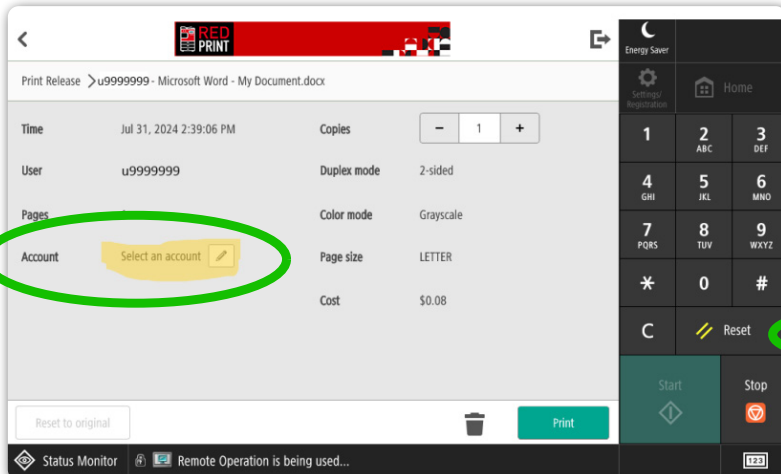 RED
PRINT
Energy Saver
Print Release
u9999999 - Microsoft Word - My Document.docx
Settings/
Registration
Home
Time
Jul 31, 2024 2:39:06 PM
Copies
1
User
u9999999
Duplex mode
2-sided
Pages
Color mode
Grayscale
Account
Select an account
Page size
LETTER
Cost
$0.08
1
2
ABC
3
DEF
4
GHI
5
JKL
6
MNO
7
PQRS
8
TUV
9
WXYZ
*
0
#
C
Reset
Start
Stop
Reset to original
Print
Status Monitor
Remote Operation is being used...
123